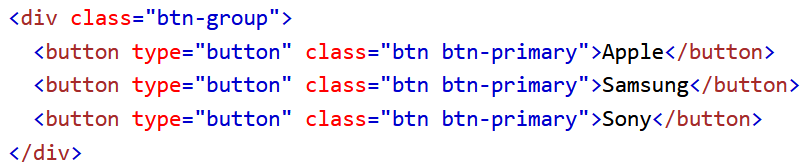 <div class="btn-group">
  <button type="button" class="btn btn-primary">Apple</button>
  <button type="button" class="btn btn-primary">Samsung</button>
  <button type="button" class="btn btn-primary">Sony</button>
</div>